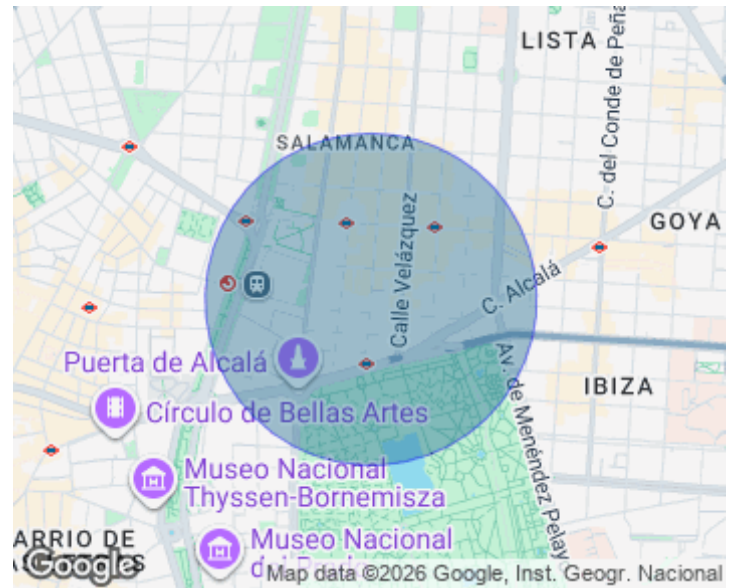 LISTA
C. del Conde de Peña
SALAMANCA
GOYA
Calle Velázquez
C. Alcalá
Puerta de Alcalá
IBIZA
Av. de Menéndez Pelay
Círculo de Bellas Artes
Museo Nacional
Thyssen-Bornemisza
ARRIO DE
Museo Nacional
Google
Map data ©2026 Google, Inst. Geogr. Nacional